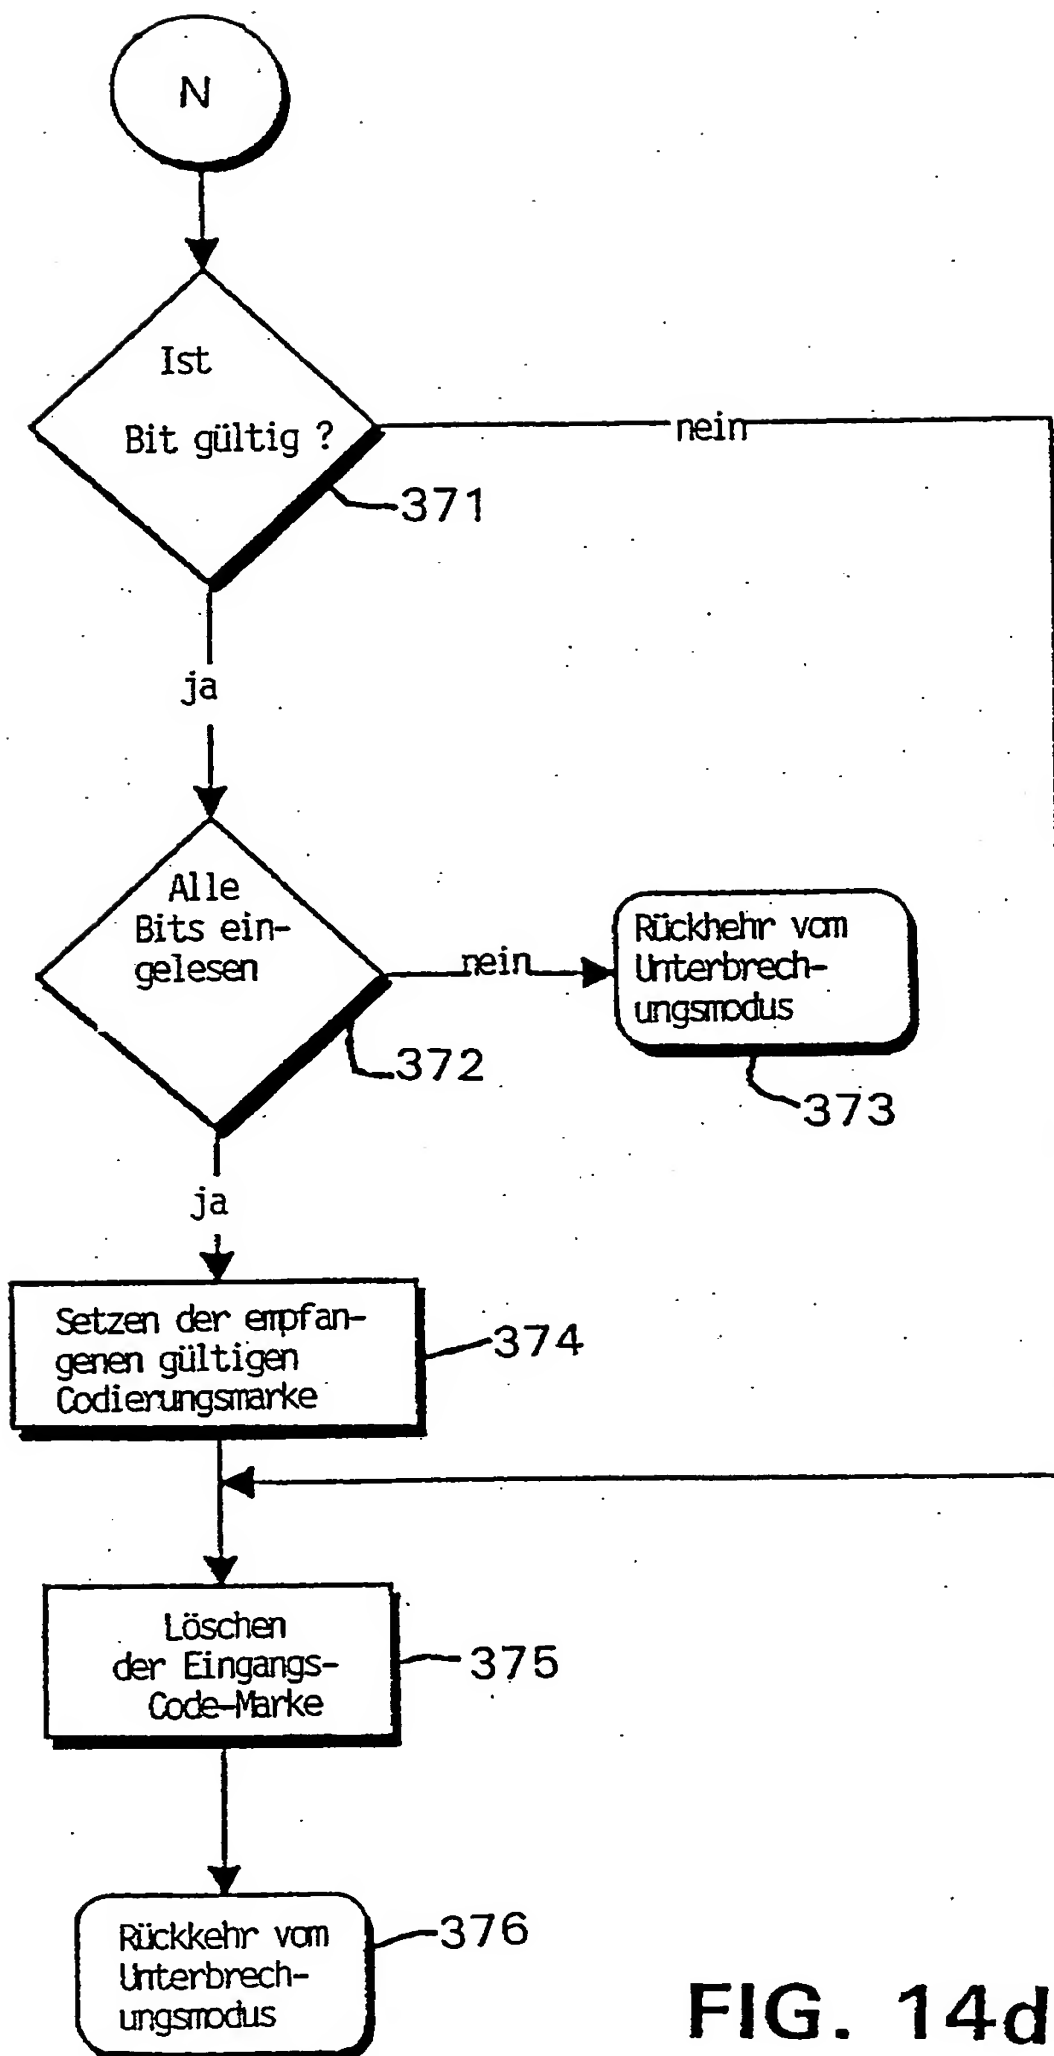 N
Ist
Bit gültig ?
nein
371
ja
Alle
Bits ein-
gelesen
nein
372
Rückhehr vom
Unterbrech-
ungsmodus
373
ja
Setzen der empfan-
genen gültigen
Codierungsmarke
374
Löschen
der Eingangs-
Code-Marke
375
Rückkehr vom
Unterbrech-
ungsmodus
376
FIG. 14d